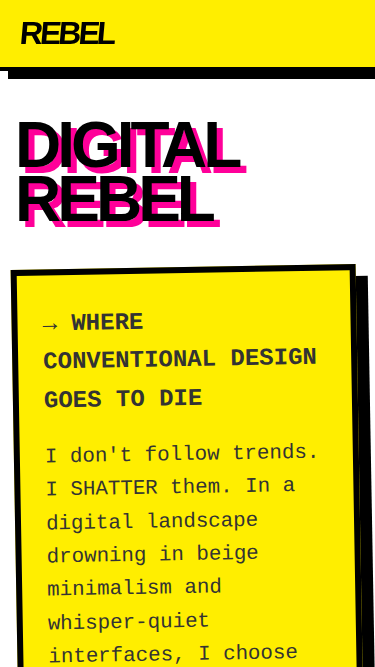 REBEL
DIGITAL
REBEL
→ WHERE
CONVENTIONAL DESIGN
GOES TO DIE
I don't follow trends.
I SHATTER them. In a
digital landscape
drowning in beige
minimalism and
whisper-quiet
interfaces, I choose